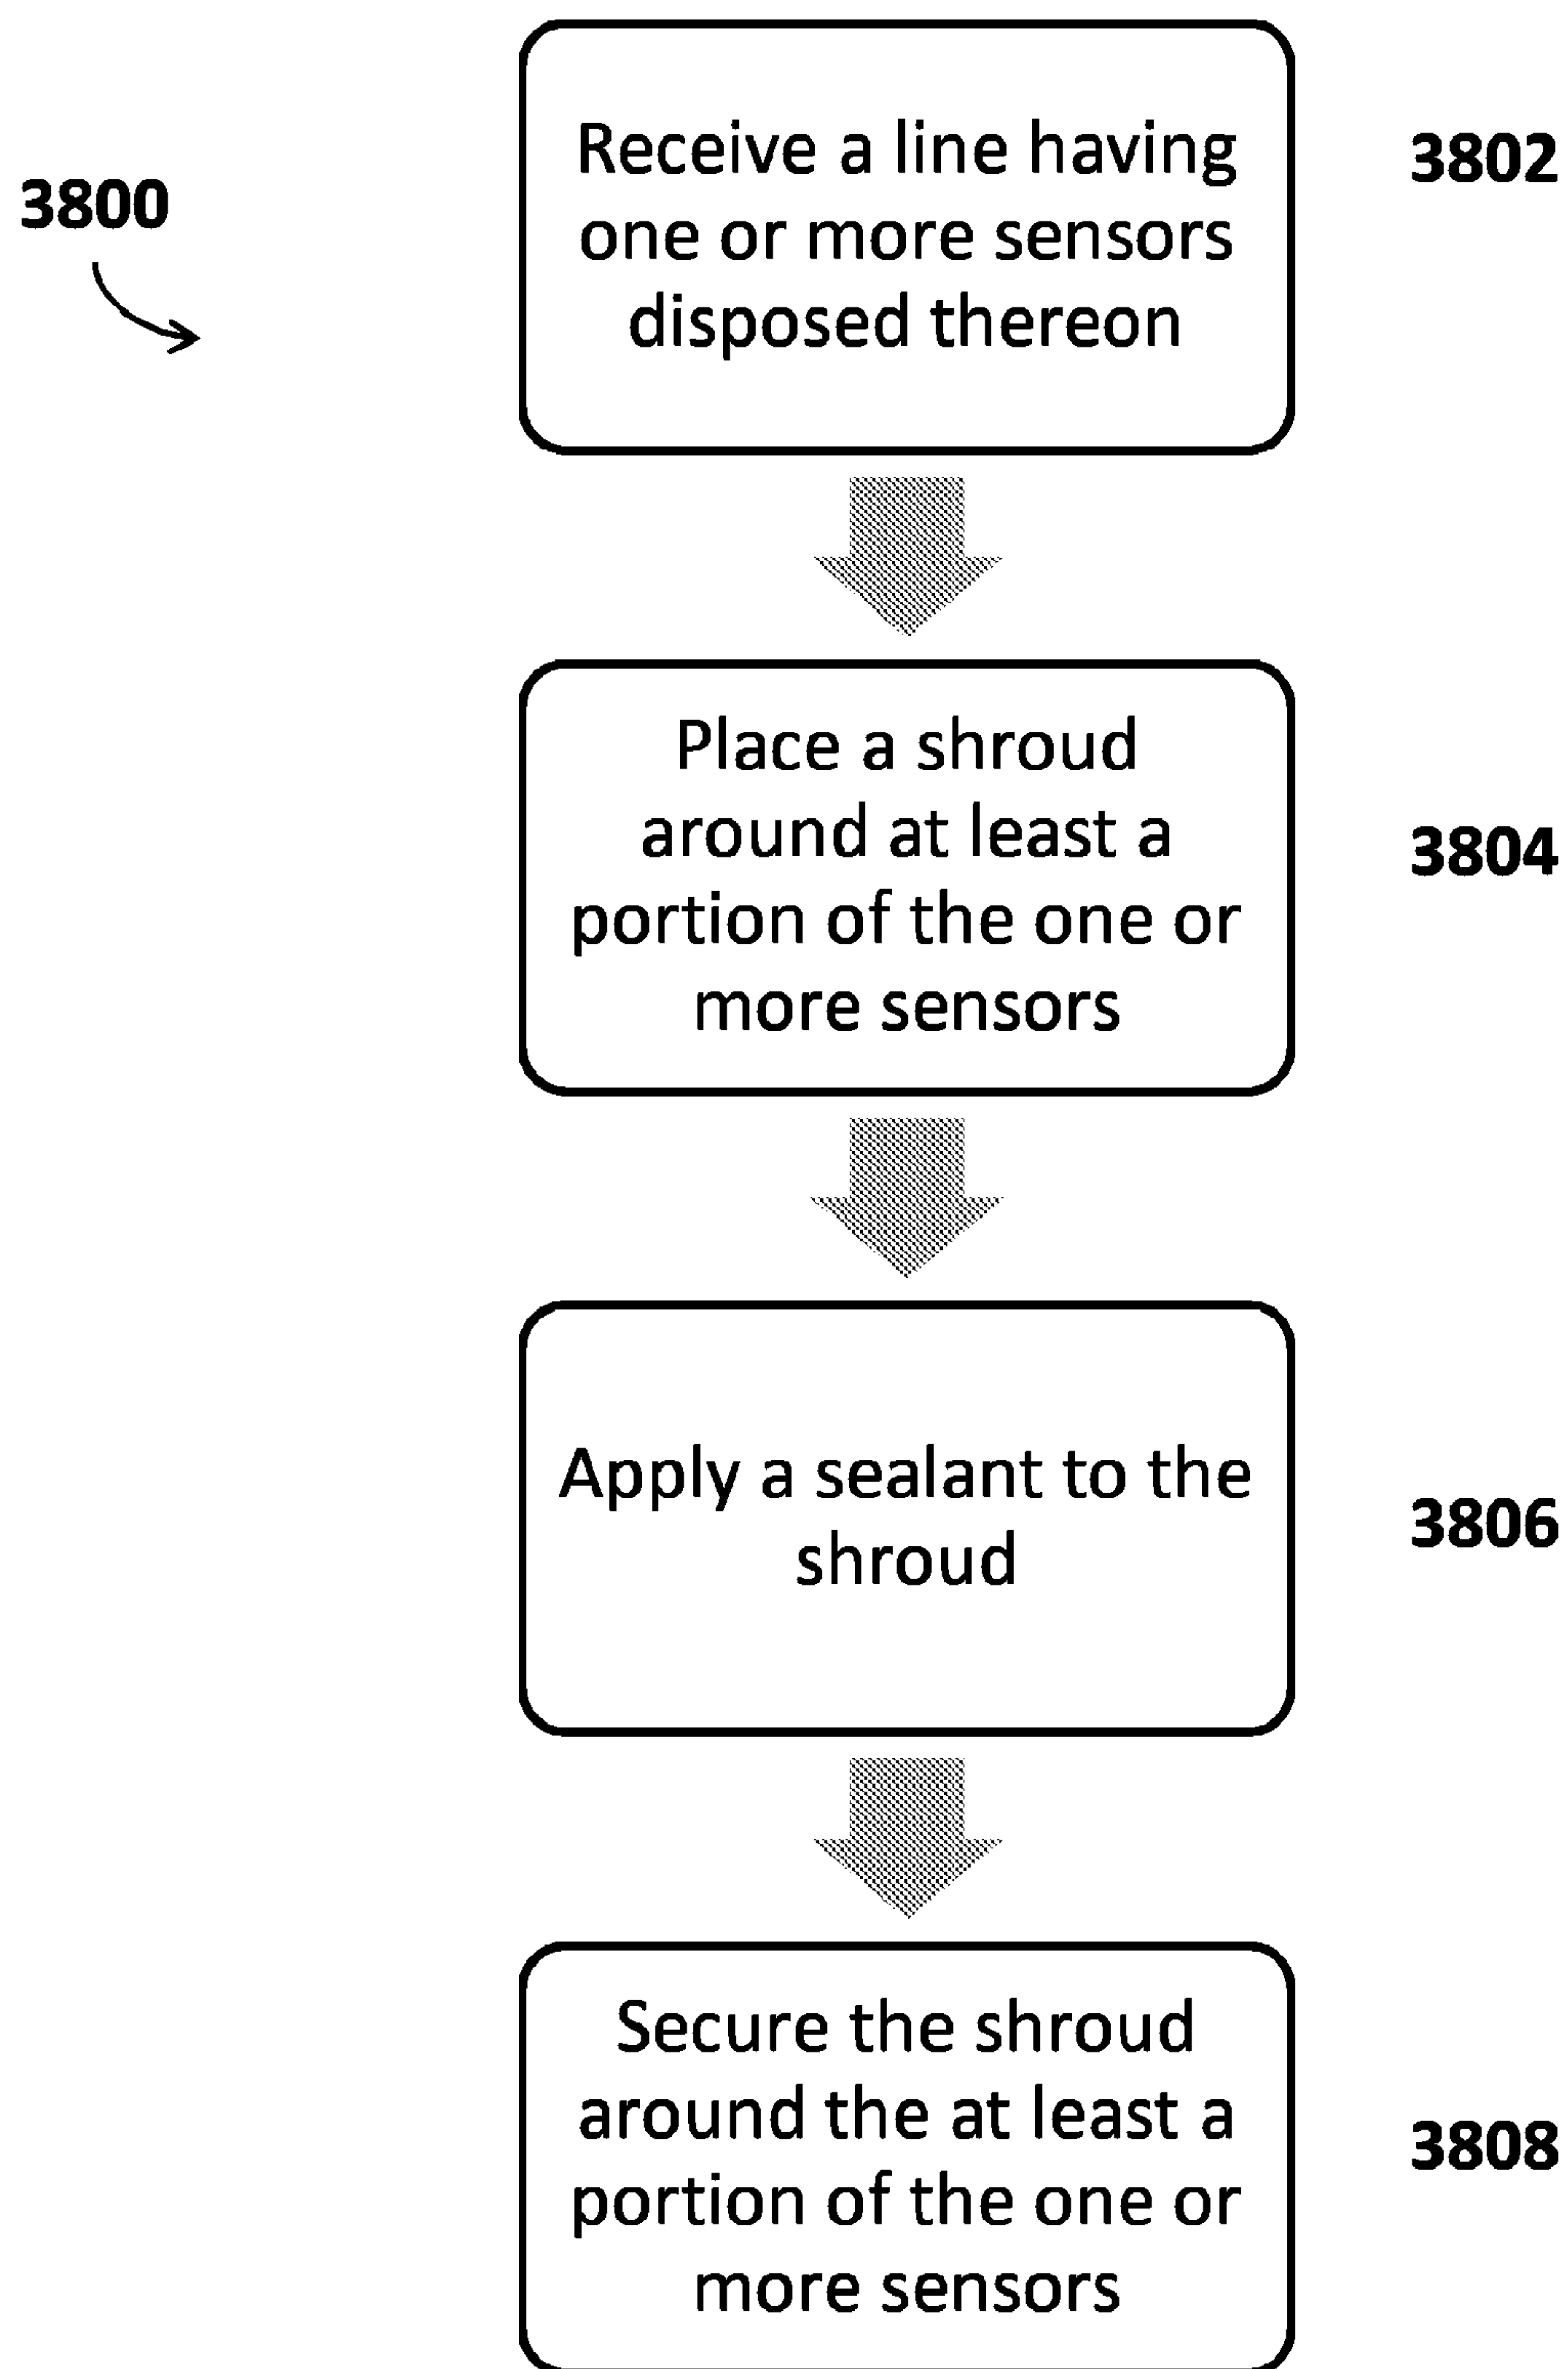 3800
Receive a line having
one or more sensors
disposed thereon
3802
Place a shroud
around at least a
portion of the one or
more sensors
3804
Apply a sealant to the
shroud
3806
Secure the shroud
around the at least a
portion of the one or
more sensors
3808